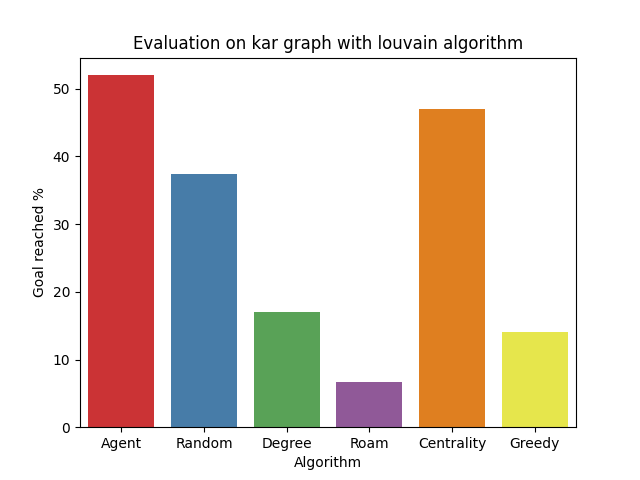 Evaluation on kar graph with louvain algorithm
Goal reached %
50
40
30
20
10
0
Agent Random Degree Roam Centrality Greedy
Algorithm